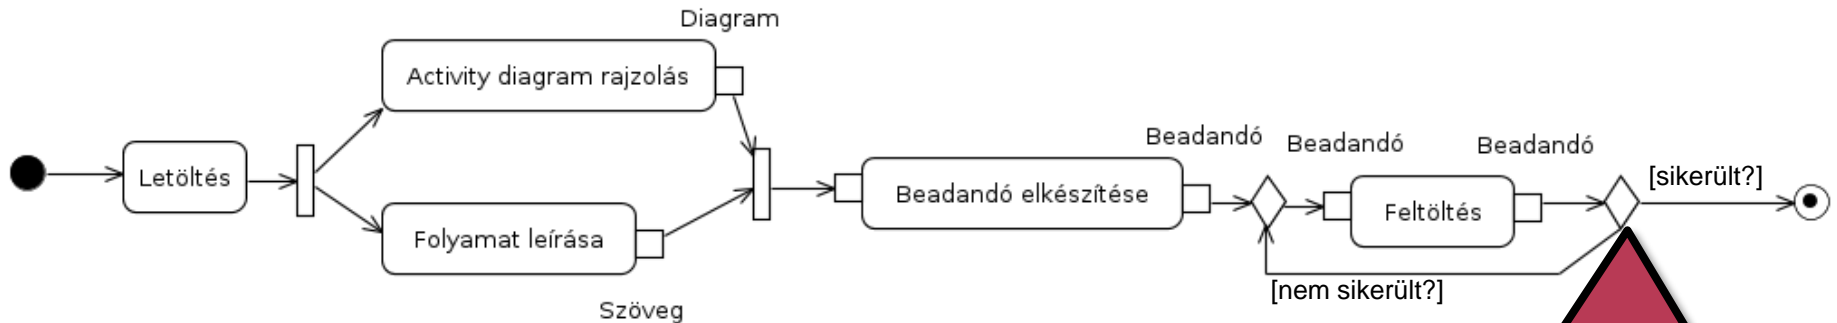 Diagram
Activity diagram rajzolás
Letöltés
Folyamat leírása
Szöveg
Beadandó elkészítése
Beadandó
Beadandó
Feltöltés
Beadandó
[sikerült?]
[nem sikerült?]